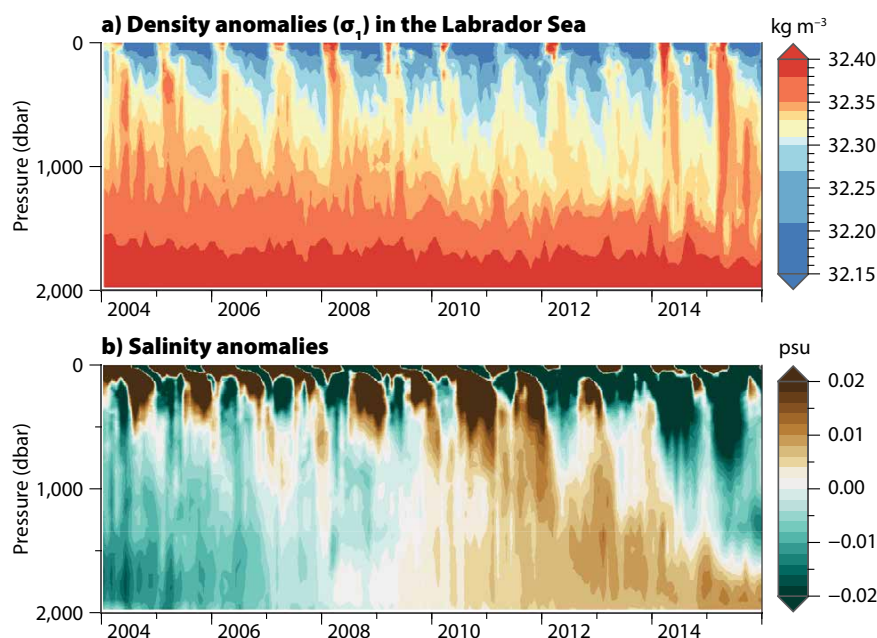 a) Density anomalies (σ₁) in the Labrador Sea
kg m⁻³
Pressure (dbar)
0
1,000
2,000
2004 2006 2008 2010 2012 2014
32.40
32.35
32.30
32.25
32.20
32.15
b) Salinity anomalies
psu
Pressure (dbar)
0
1,000
2,000
2004 2006 2008 2010 2012 2014
0.02
0.01
0.00
−0.01
−0.02